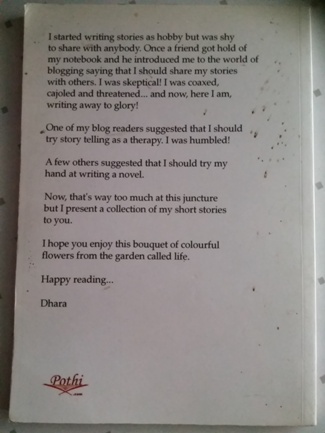 I started writing stories as hobby but was shy
to share with anybody. Once a friend got hold of
my notebook and he introduced me to the world of
blogging saying that I should share my stories
with others. I was skeptical! I was coaxed,
cajoled and threatened... and now, here I am,
writing away to glory!
One of my blog readers suggested that I should
try story telling as a therapy. I was humbled!
A few others suggested that I should try my
hand at writing a novel.
Now, that's way too much at this juncture
but I present a collection of my short stories
to you.
I hope you enjoy this bouquet of colourful
flowers from the garden called life.
Happy reading...
Dhara
Pothi